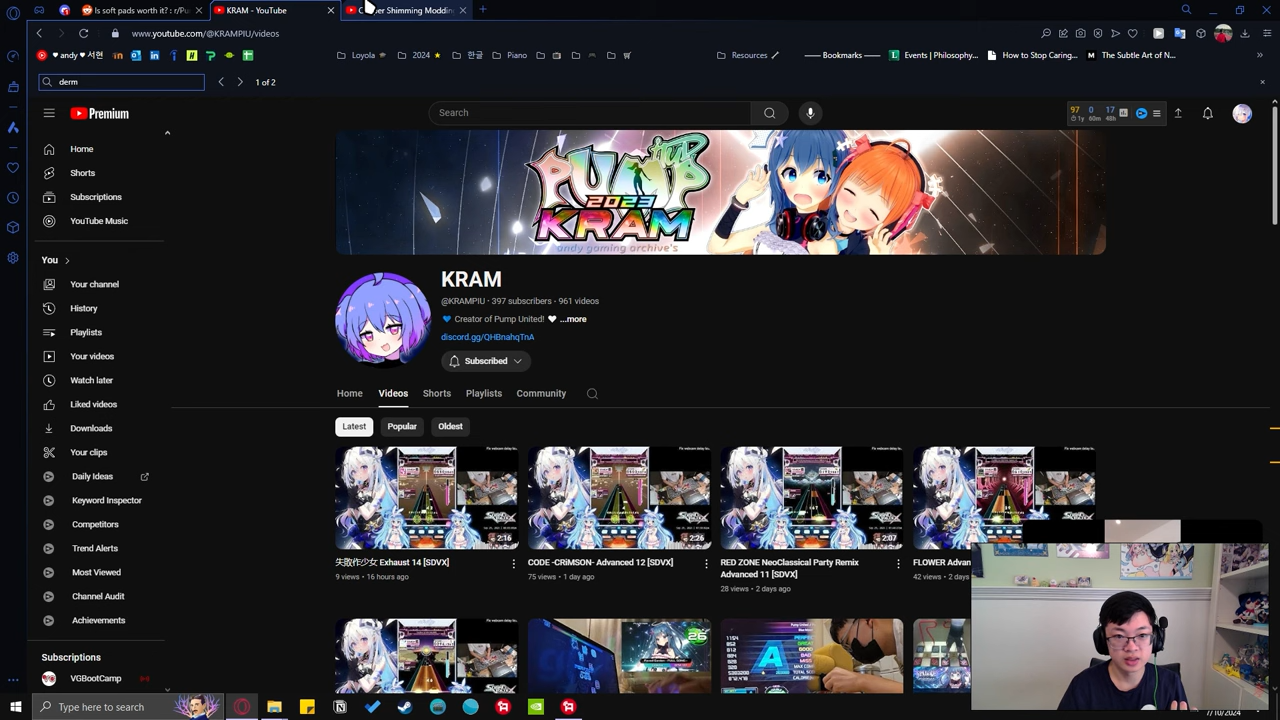 Is soft pads worth it? : r/Pu
KRAM - YouTube
er Shimming Moddin
www.youtube.com/@KRAMPIU/videos
♥ andy ♥ 서현
Loyola
2024
한글
Piano
Resources
—— Bookmarks ——
Events | Philosophy...
How to Stop Caring...
The Subtle Art of N...
derm
1 of 2
Premium
Search
97 0 17
1y 60m 48h
Home
Shorts
Subscriptions
YouTube Music
You
Your channel
History
Playlists
Your videos
Watch later
Liked videos
Downloads
Your clips
Daily Ideas
Keyword Inspector
Competitors
Trend Alerts
Most Viewed
Channel Audit
Achievements
Subscriptions
VGBootCamp
PUMP
2023
KRAM
andy gaming archive's
KRAM
@KRAMPIU · 397 subscribers · 961 videos
Creator of Pump United! ...more
discord.gg/QHBnahqTnA
Subscribed
Home Videos Shorts Playlists Community
Latest Popular Oldest
2:16
2:26
2:07
失敗作少女 Exhaust 14 [SDVX]
9 views • 16 hours ago
CODE -CRiMSON- Advanced 12 [SDVX]
75 views • 1 day ago
RED ZONE NeoClassical Party Remix
Advanced 11 [SDVX]
28 views • 2 days ago
FLOWER Advan
42 views • 2 days
26
A
Type here to search
7/10/2024